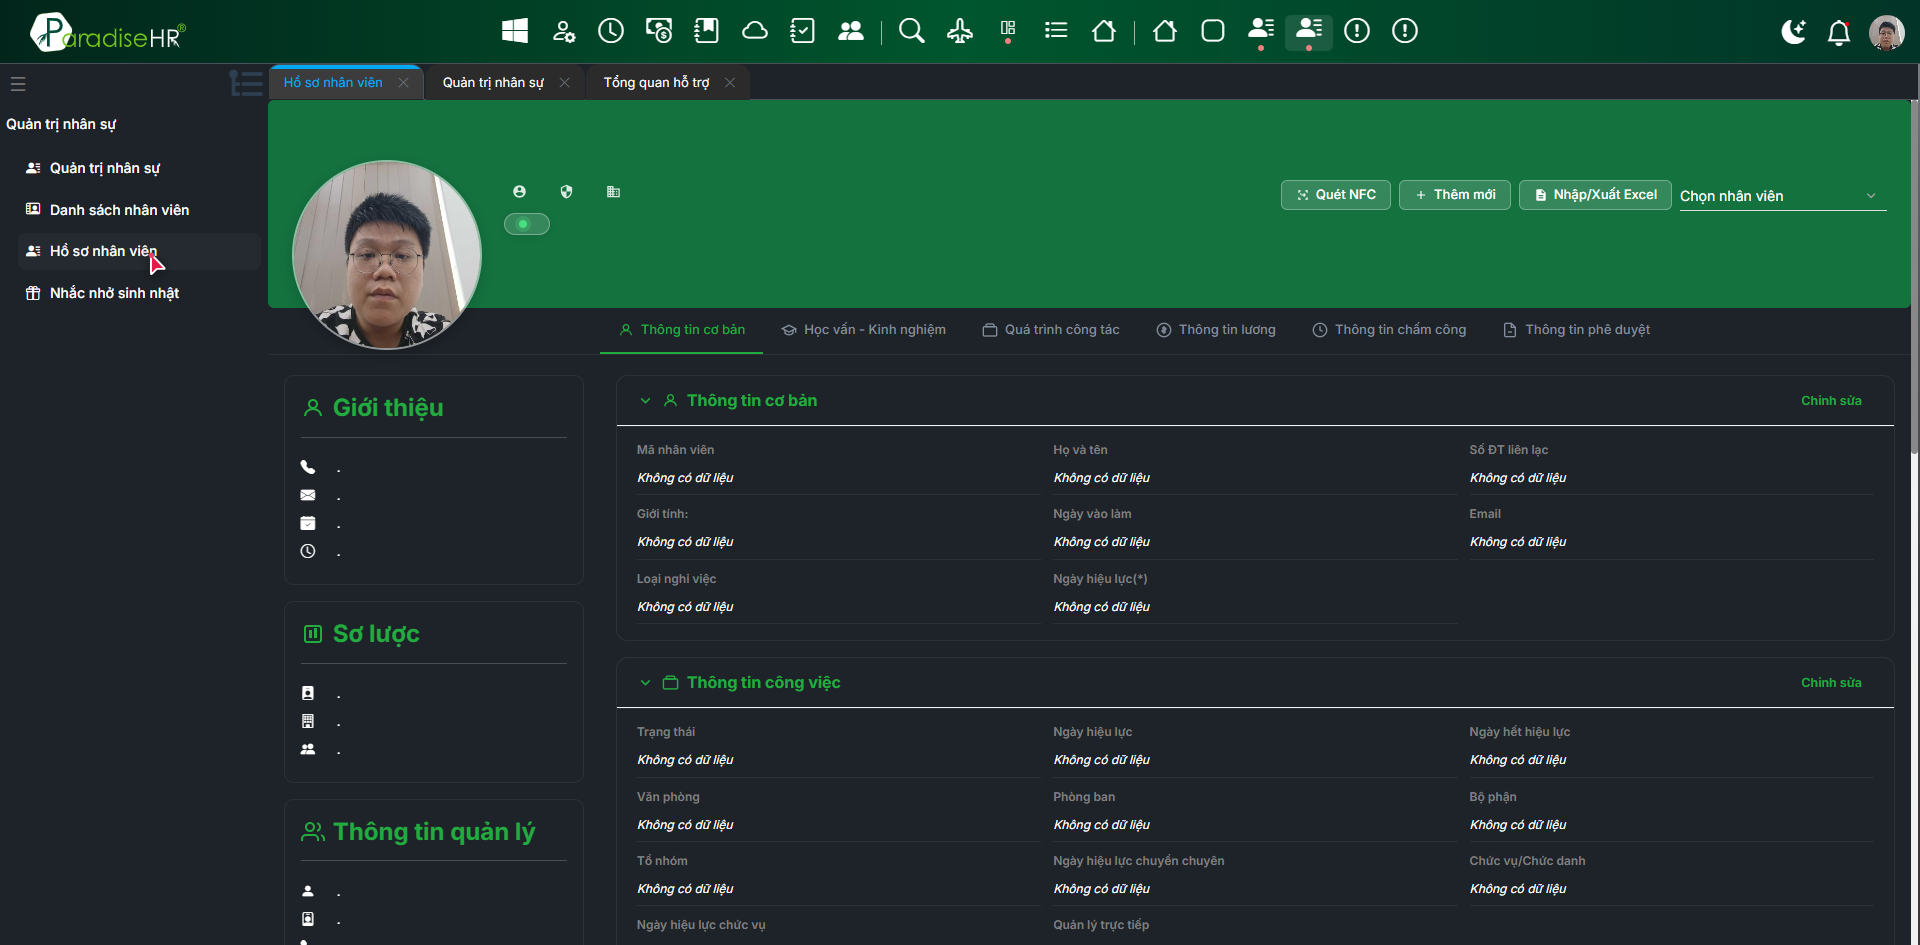 ParadiseHR®
Hồ sơ nhân viên
Quản trị nhân sự
Tổng quan hỗ trợ
Quản trị nhân sự
Quản trị nhân sự
Danh sách nhân viên
Hồ sơ nhân viên
Nhắc nhở sinh nhật
Quét NFC
Thêm mới
Nhập/Xuất Excel
Chọn nhân viên
Thông tin cơ bản
Học vấn - Kinh nghiệm
Quá trình công tác
Thông tin lương
Thông tin chấm công
Thông tin phê duyệt
Giới thiệu
.
.
.
.
Sơ lược
.
.
.
Thông tin quản lý
.
.
Thông tin cơ bản
Chỉnh sửa
Mã nhân viên
Họ và tên
Số ĐT liên lạc
Không có dữ liệu
Không có dữ liệu
Không có dữ liệu
Giới tính:
Ngày vào làm
Email
Không có dữ liệu
Không có dữ liệu
Không có dữ liệu
Loại nghỉ việc
Ngày hiệu lực(*)
Không có dữ liệu
Không có dữ liệu
Thông tin công việc
Chỉnh sửa
Trạng thái
Ngày hiệu lực
Ngày hết hiệu lực
Không có dữ liệu
Không có dữ liệu
Không có dữ liệu
Văn phòng
Phòng ban
Bộ phận
Không có dữ liệu
Không có dữ liệu
Không có dữ liệu
Tổ nhóm
Ngày hiệu lực chuyển chuyên
Chức vụ/Chức danh
Không có dữ liệu
Không có dữ liệu
Không có dữ liệu
Ngày hiệu lực chức vụ
Quản lý trực tiếp